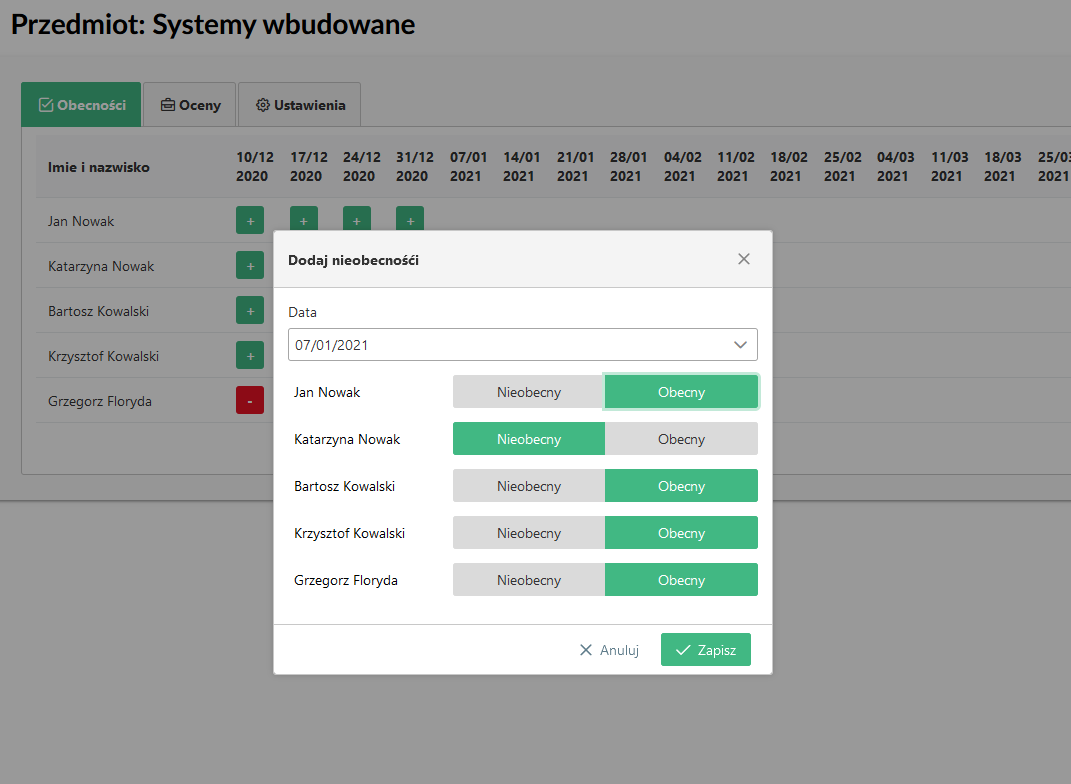 Przedmiot: Systemy wbudowane
Obecności Oceny Ustawienia
Imie i nazwisko 10/12 2020 17/12 2020 24/12 2020 31/12 2020 07/01 2021 14/01 2021 21/01 2021 28/01 2021 04/02 2021 11/02 2021 18/02 2021 25/02 2021 04/03 2021 11/03 2021 18/03 2021 25/03 2021
Jan Nowak + + + +
Katarzyna Nowak +
Bartosz Kowalski +
Krzysztof Kowalski +
Grzegorz Floryda -
Dodaj nieobecnośći
Data
07/01/2021
Jan Nowak Nieobecny Obecny
Katarzyna Nowak Nieobecny Obecny
Bartosz Kowalski Nieobecny Obecny
Krzysztof Kowalski Nieobecny Obecny
Grzegorz Floryda Nieobecny Obecny
Anuluj Zapisz